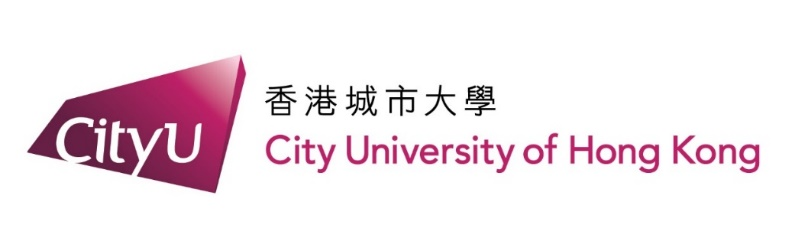 CityU
香港城市大學
City University of Hong Kong